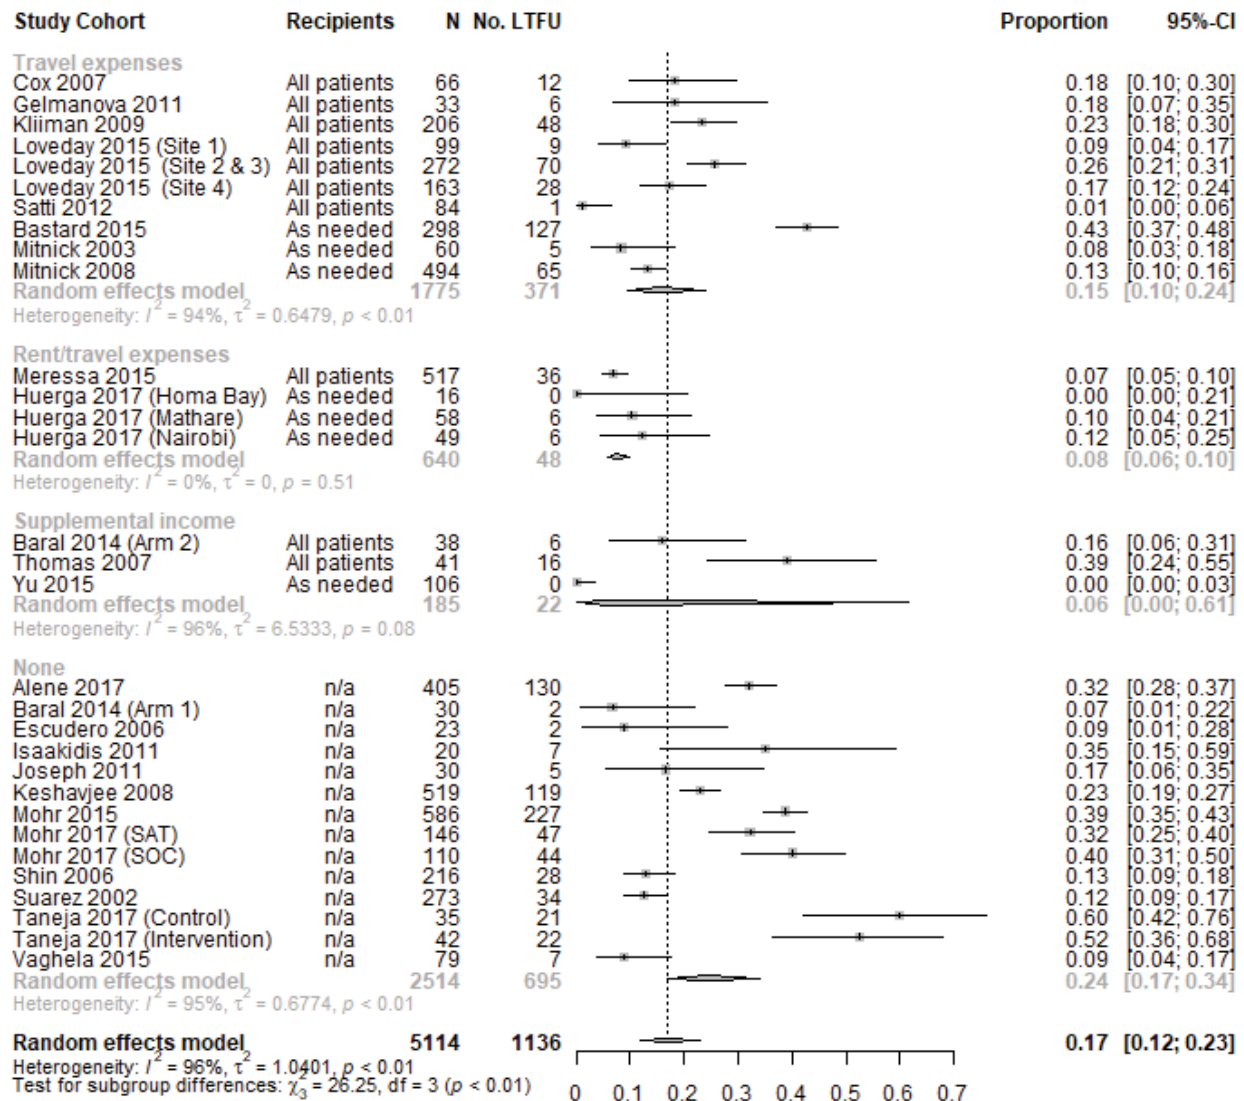 Study Cohort Recipients N No. LTFU Proportion 95%-CI
Travel expenses
Cox 2007 All patients 66 12 0.18 [0.10; 0.30]
Gelmanova 2011 All patients 33 6 0.18 [0.07; 0.35]
Kliiman 2009 All patients 206 48 0.23 [0.18; 0.30]
Loveday 2015 (Site 1) All patients 99 9 0.09 [0.04; 0.17]
Loveday 2015 (Site 2 & 3) All patients 272 70 0.26 [0.21; 0.31]
Loveday 2015 (Site 4) All patients 163 28 0.17 [0.12; 0.24]
Satti 2012 All patients 84 1 0.01 [0.00; 0.06]
Bastard 2015 As needed 298 127 0.43 [0.37; 0.48]
Mitnick 2003 As needed 60 5 0.08 [0.03; 0.18]
Mitnick 2008 As needed 494 65 0.13 [0.10; 0.16]
Random effects model 1775 371 0.15 [0.10; 0.24]
Heterogeneity: I² = 94%, τ² = 0.6479, p < 0.01
Rent/travel expenses
Meressa 2015 All patients 517 36 0.07 [0.05; 0.10]
Huerga 2017 (Homa Bay) As needed 16 0 0.00 [0.00; 0.21]
Huerga 2017 (Mathare) As needed 58 6 0.10 [0.04; 0.21]
Huerga 2017 (Nairobi) As needed 49 6 0.12 [0.05; 0.25]
Random effects model 640 48 0.08 [0.06; 0.10]
Heterogeneity: I² = 0%, τ² = 0, p = 0.51
Supplemental income
Baral 2014 (Arm 2) All patients 38 6 0.16 [0.06; 0.31]
Thomas 2007 All patients 41 16 0.39 [0.24; 0.55]
Yu 2015 As needed 106 0 0.00 [0.00; 0.03]
Random effects model 185 22 0.06 [0.00; 0.61]
Heterogeneity: I² = 96%, τ² = 6.5333, p = 0.08
None
Alene 2017 n/a 405 130 0.32 [0.28; 0.37]
Baral 2014 (Arm 1) n/a 30 2 0.07 [0.01; 0.22]
Escudero 2006 n/a 23 2 0.09 [0.01; 0.28]
Isaakidis 2011 n/a 20 7 0.35 [0.15; 0.59]
Joseph 2011 n/a 30 5 0.17 [0.06; 0.35]
Keshavjee 2008 n/a 519 119 0.23 [0.19; 0.27]
Mohr 2015 n/a 586 227 0.39 [0.35; 0.43]
Mohr 2017 (SAT) n/a 146 47 0.32 [0.25; 0.40]
Mohr 2017 (SOC) n/a 110 44 0.40 [0.31; 0.50]
Shin 2006 n/a 216 28 0.13 [0.09; 0.18]
Suarez 2002 n/a 273 34 0.12 [0.09; 0.17]
Taneja 2017 (Control) n/a 35 21 0.60 [0.42; 0.76]
Taneja 2017 (Intervention) n/a 42 22 0.52 [0.36; 0.68]
Vaghela 2015 n/a 79 7 0.09 [0.04; 0.17]
Random effects model 2514 695 0.24 [0.17; 0.34]
Heterogeneity: I² = 95%, τ² = 0.6774, p < 0.01
Random effects model 5114 1136 0.17 [0.12; 0.23]
Heterogeneity: I² = 96%, τ² = 1.0401, p < 0.01
Test for subgroup differences: χ²₃ = 26.25, df = 3 (p < 0.01)
0 0.1 0.2 0.3 0.4 0.5 0.6 0.7